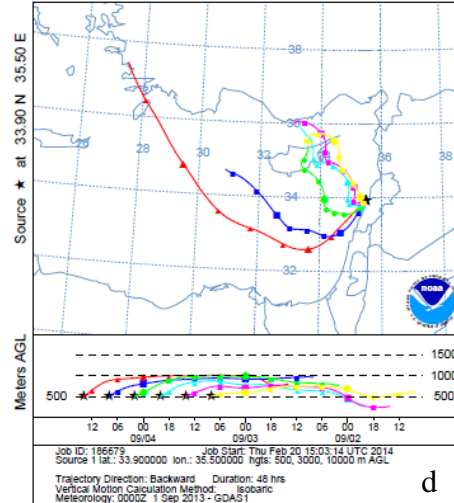 Source ★ at 33.90 N 35.50 E
38
36
28
30
32
34
36
38
34
32
noaa
Meters AGL
1500
1000
500
500
12 06 00 18 12 06 00 18 12 06 00 18 12
09/04 09/03 09/02
Job ID: 186679 Job Start: Thu Feb 20 15:03:14 UTC 2014
Source 1 lat.: 33.900000 lon.: 35.500000 hgts: 500, 3000, 10000 m AGL
Trajectory Direction: Backward Duration: 48 hrs
Vertical Motion Calculation Method: Isobaric
Meteorology: 0000Z 1 Sep 2013 - GDAS1
d